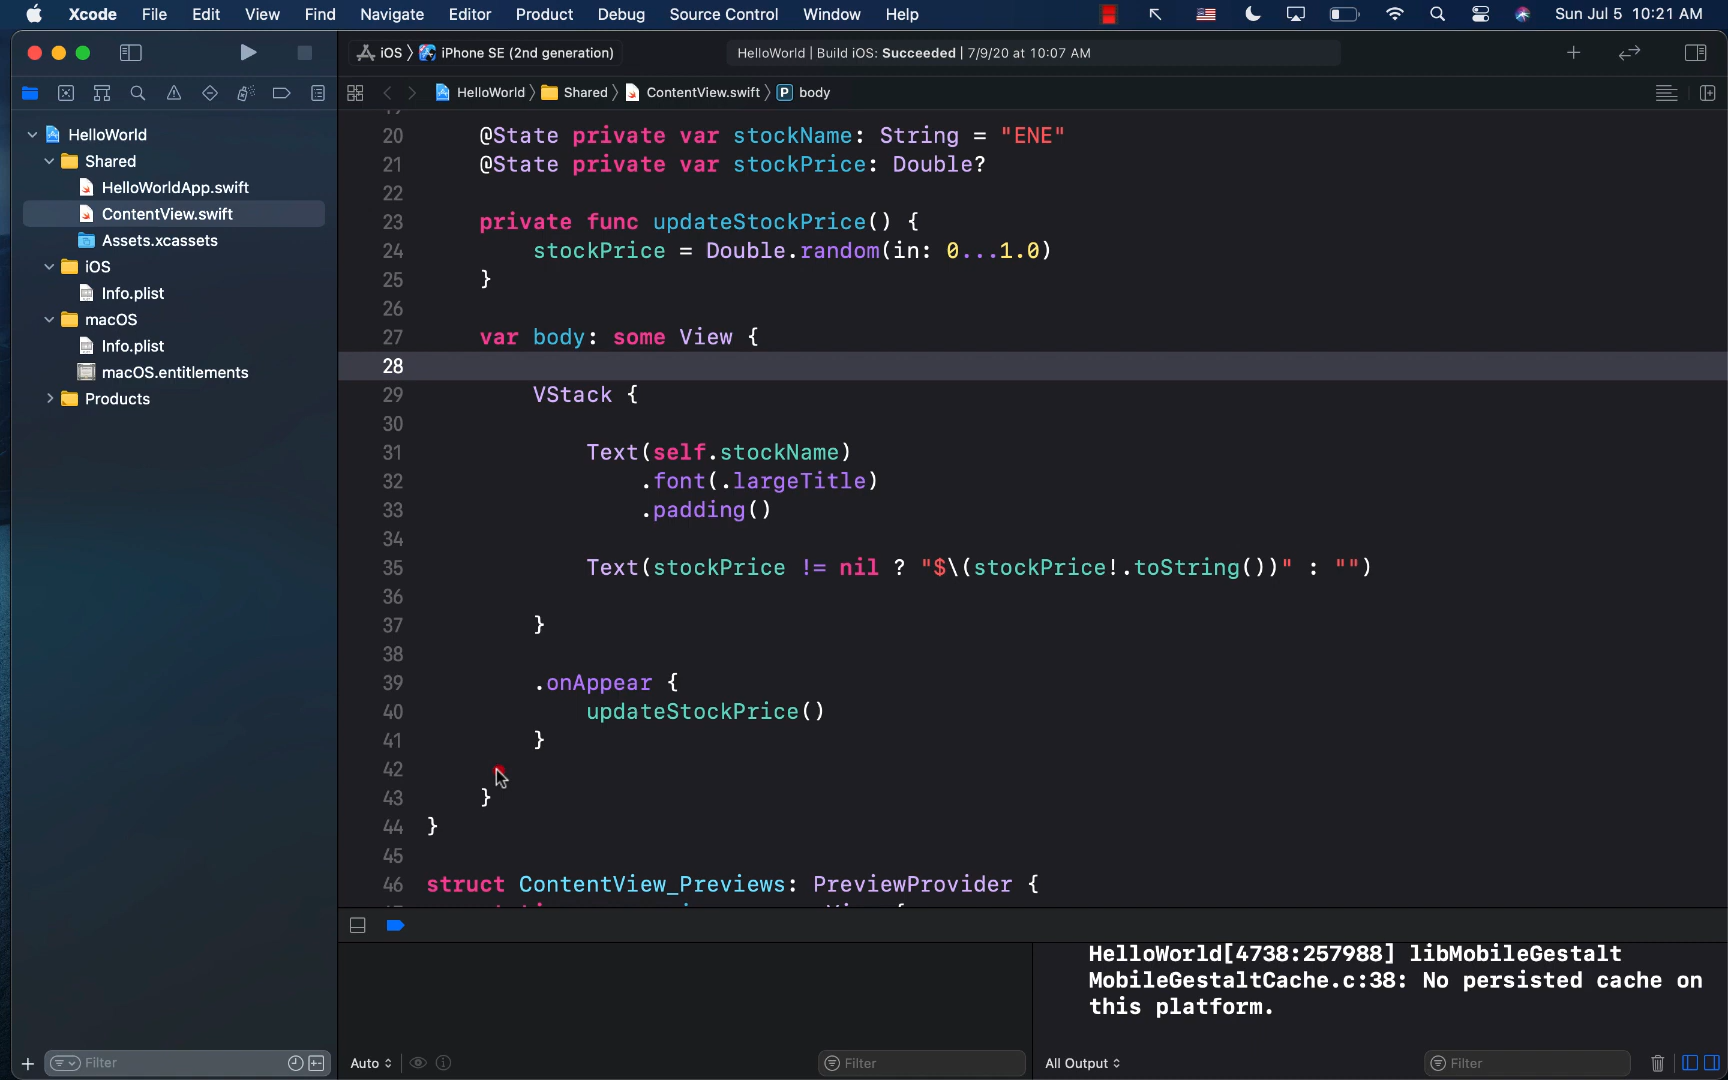 Xcode File Edit View Find Navigate Editor Product Debug Source Control Window Help Sun Jul 5 10:21 AM
iOS iPhone SE (2nd generation) HelloWorld | Build iOS: Succeeded | 7/9/20 at 10:07 AM
HelloWorld Shared ContentView.swift P body
HelloWorld
Shared
HelloWorldApp.swift
ContentView.swift
Assets.xcassets
iOS
Info.plist
macOS
Info.plist
macOS.entitlements
Products
20 @State private var stockName: String = "ENE"
21 @State private var stockPrice: Double?
22
23 private func updateStockPrice() {
24 stockPrice = Double.random(in: 0...1.0)
25 }
26
27 var body: some View {
28
29 VStack {
30
31 Text(self.stockName)
32 .font(.largeTitle)
33 .padding()
34
35 Text(stockPrice != nil ? "$\(stockPrice!.toString())" : "")
36
37 }
38
39 .onAppear {
40 updateStockPrice()
41 }
42
43 }
44 }
45
46 struct ContentView_Previews: PreviewProvider {
HelloWorld[4738:257988] libMobileGestalt
MobileGestaltCache.c:38: No persisted cache on
this platform.
Filter Auto Filter All Output Filter